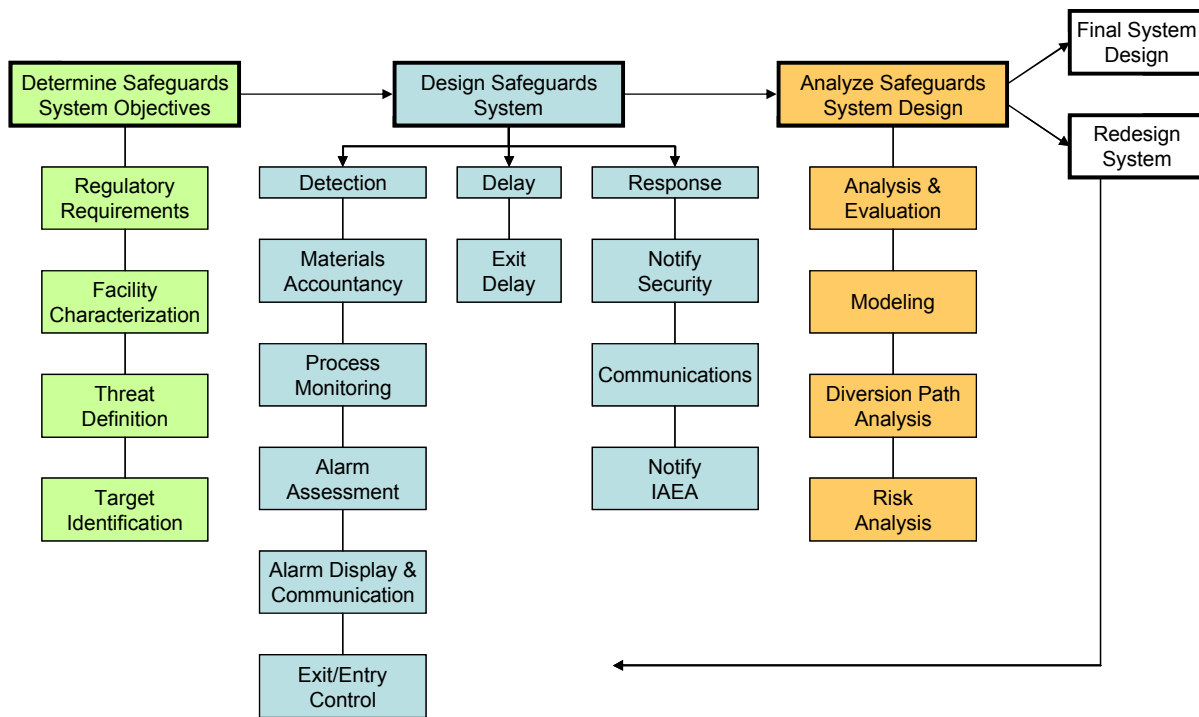 Final System
Design
Determine Safeguards
System Objectives
Design Safeguards
System
Analyze Safeguards
System Design
Redesign
System
Regulatory
Requirements
Facility
Characterization
Threat
Definition
Target
Identification
Detection
Materials
Accountancy
Process
Monitoring
Alarm
Assessment
Alarm Display &
Communication
Exit/Entry
Control
Delay
Exit
Delay
Response
Notify
Security
Communications
Notify
IAEA
Analysis &
Evaluation
Modeling
Diversion Path
Analysis
Risk
Analysis